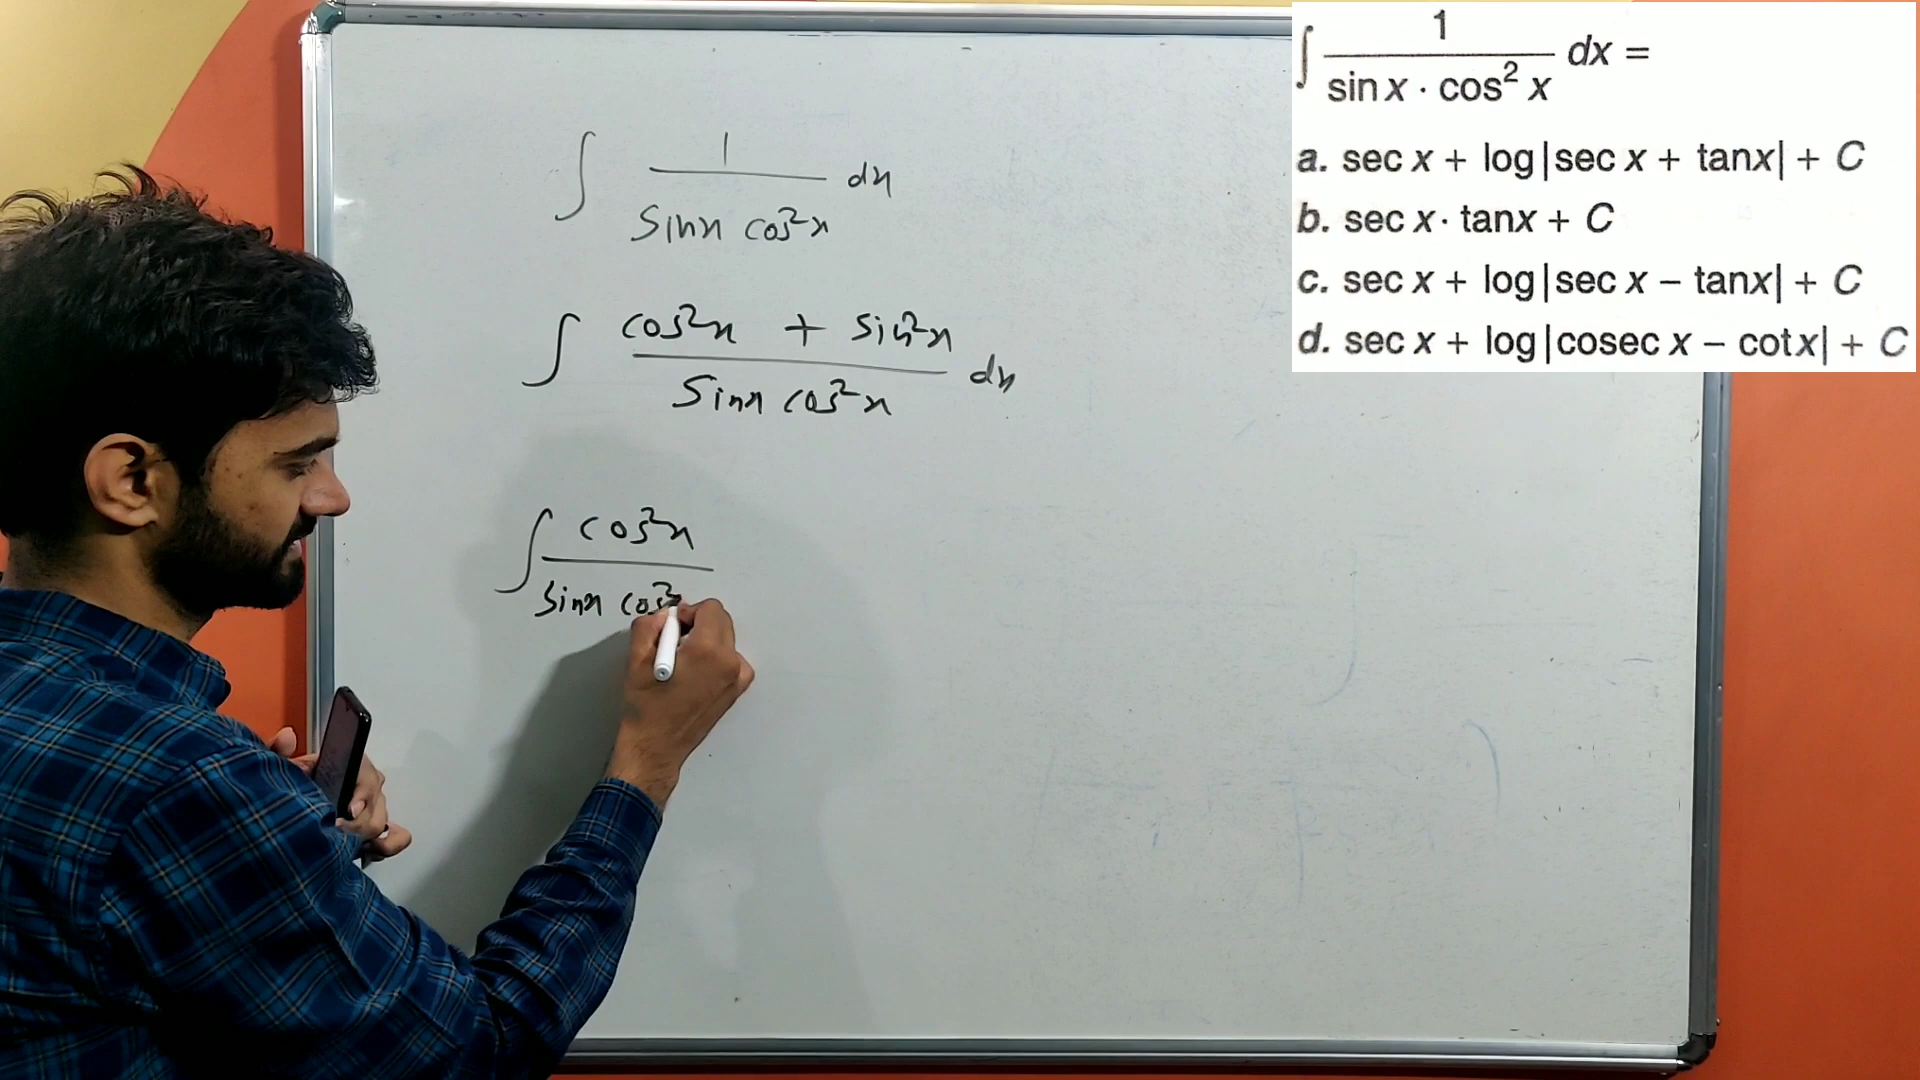 ∫ 1 / (sinx cos²x) dx
∫ (cos²x + sin²x) / (sinx cos²x) dx
∫ cos²x / (sinx cos²
∫ 1 / (sin x · cos² x) dx =
a. sec x + log|sec x + tanx| + C
b. sec x · tanx + C
c. sec x + log|sec x − tanx| + C
d. sec x + log|cosec x − cotx| + C